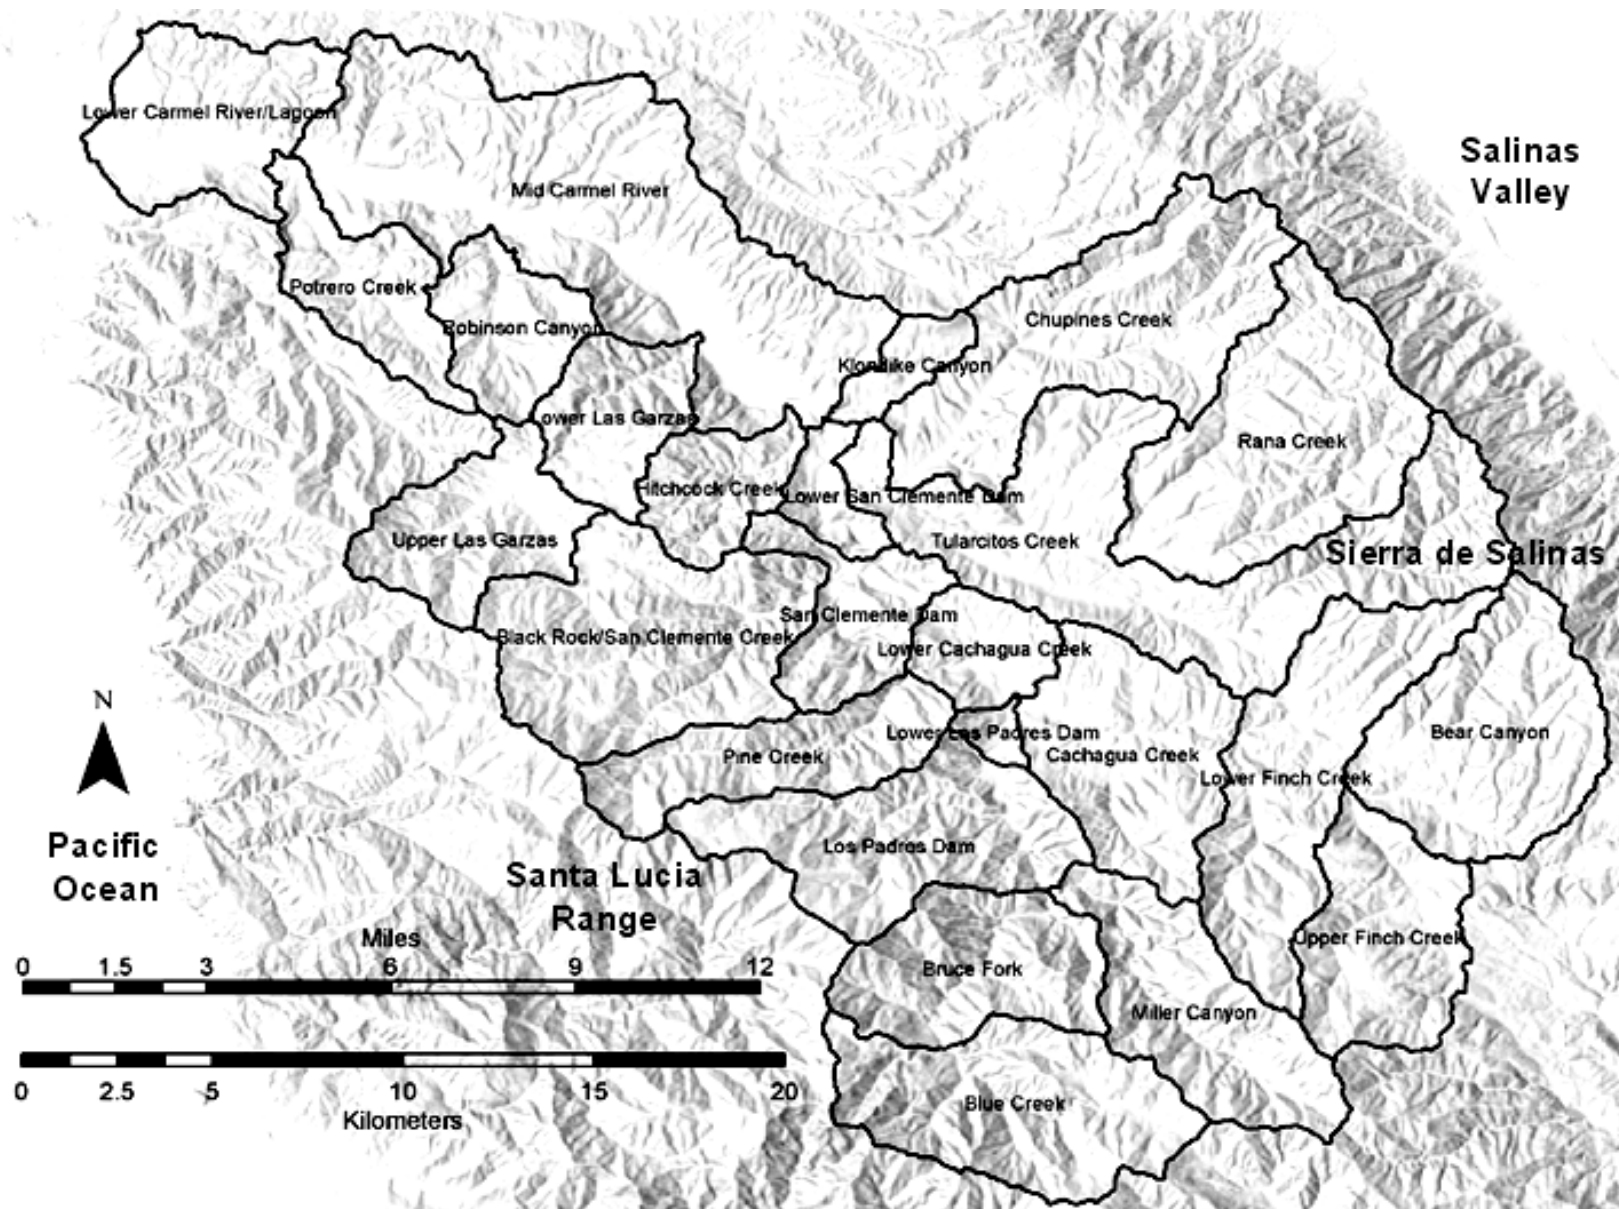 Lower Carmel River/Lagoon
Salinas
Valley
Mid Carmel River
Potrero Creek
Chupines Creek
Robinson Canyon
Klondike Canyon
Lower Las Garzas
Rana Creek
Hitchcock Creek
Lower San Clemente Dam
Upper Las Garzas
Tularcitos Creek
Sierra de Salinas
San Clemente Dam
Black Rock/San Clemente Creek
Lower Cachagua Creek
N
Lower Los Padres Dam
Bear Canyon
Pine Creek
Cachagua Creek
Lower Finch Creek
Pacific
Ocean
Los Padros Dam
Santa Lucia
Range
Upper Finch Creek
Miles
0 1.5 3 6 9 12
Bruce Fork
Miller Canyon
0 2.5 5 10 15 20
Kilometers
Blue Creek